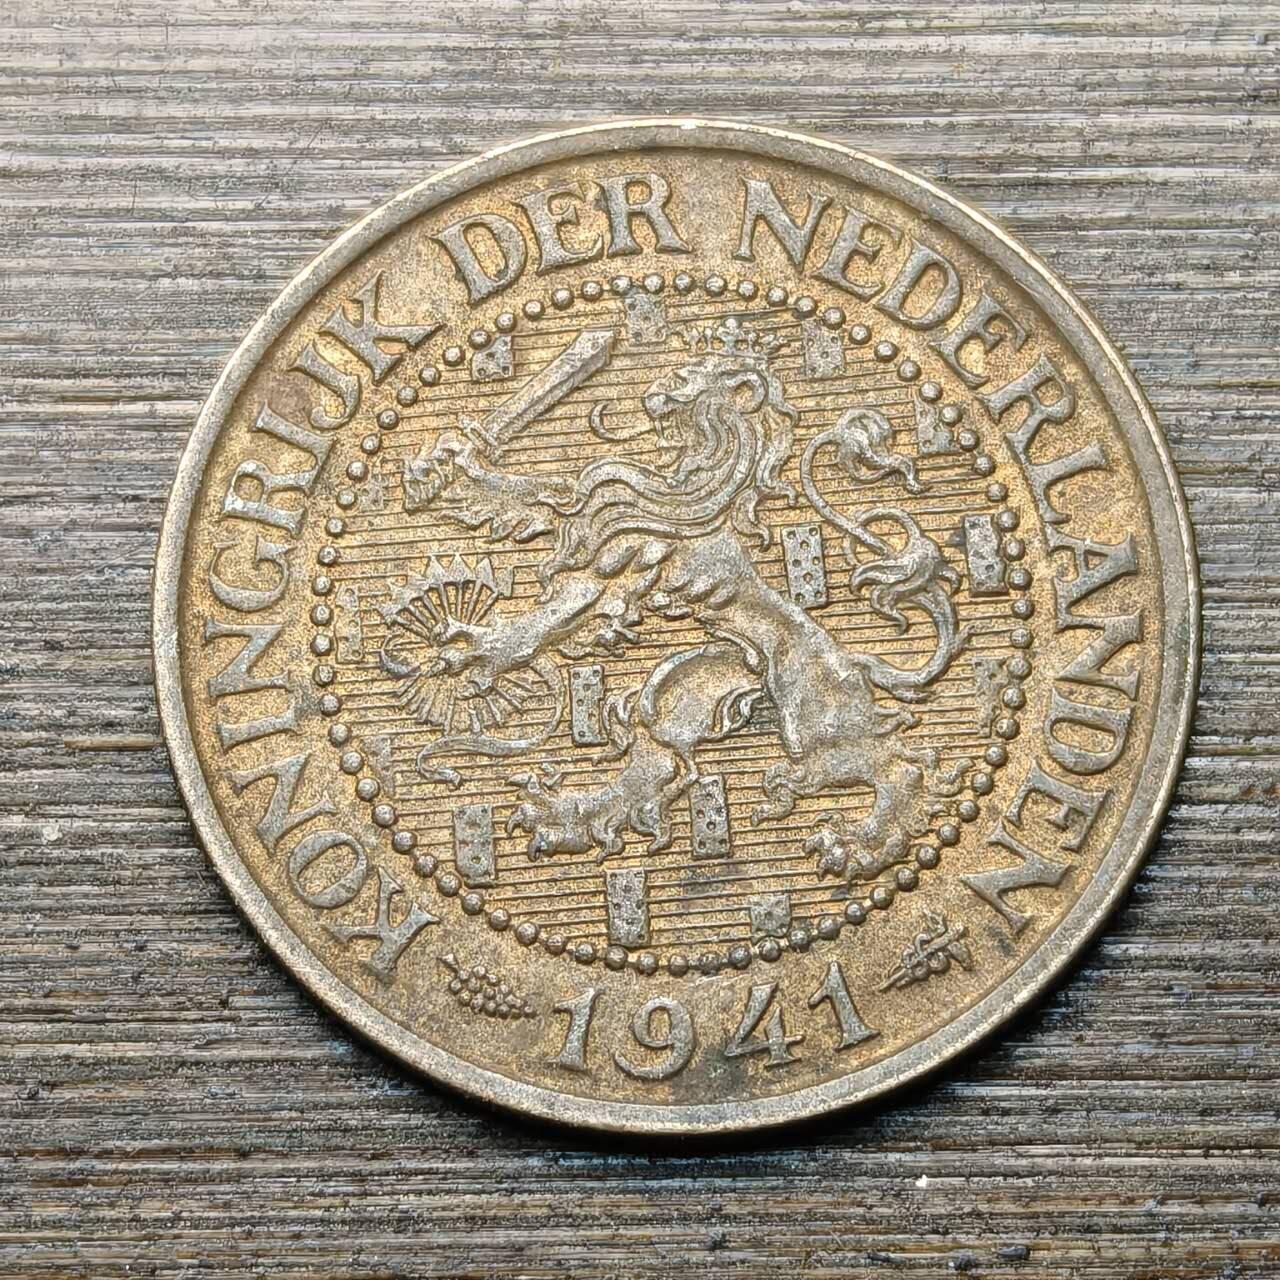 KONINGRIJK DER NEDERLANDEN
1941